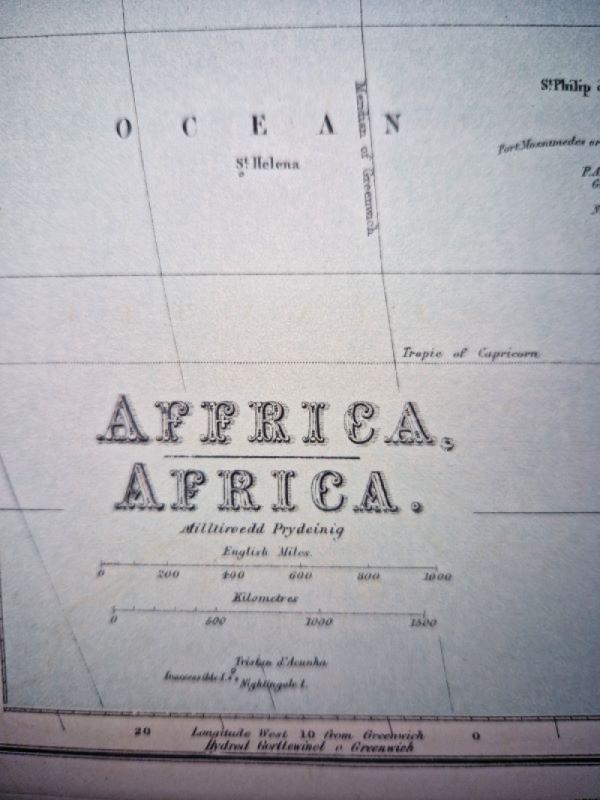 St. Philip
OCEAN
Meridian of Greenwich
St. Helena
Port Mossamedes or
Tropic of Capricorn
AFFRICA,
AFRICA.
Milltiroedd Prydeinig
English Miles.
0 200 400 600 800 1000
Kilometres
0 500 1000 1500
Tristan d'Acunha
Inaccessible I.
Nightingale I.
20 Longitude West 10 from Greenwich 0
Hydred Gorllewinol o Greenwich